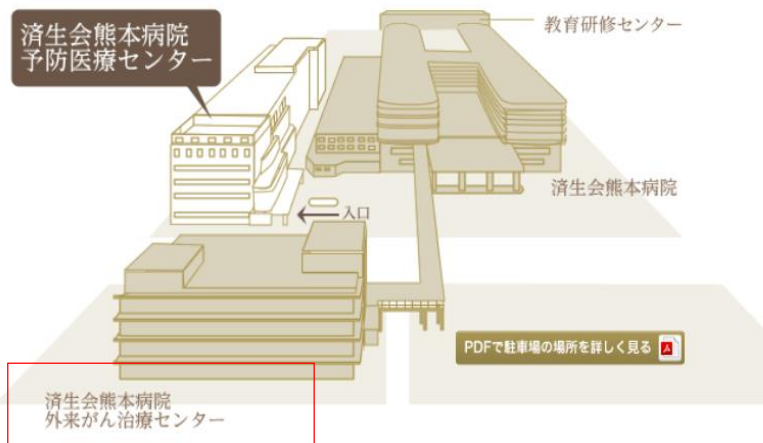 済生会熊本病院
予防医療センター
教育研修センター
済生会熊本病院
入口
PDFで駐車場の場所を詳しく見る
済生会熊本病院
外来がん治療センター